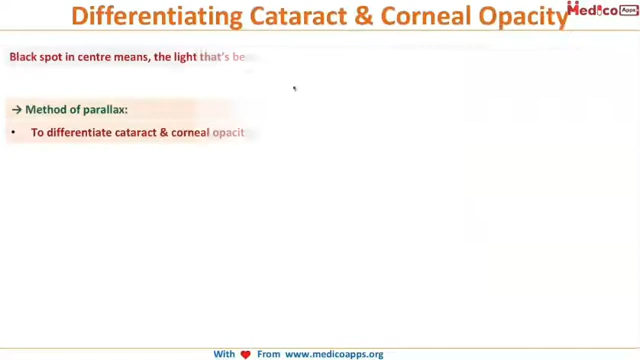 Differentiating Cataract & Corneal Opacity
Medico Apps
Black spot in centre means, the light that's be
→ Method of parallax:
• To differentiate cataract & corneal opacit
With ❤ From www.medicoapps.org